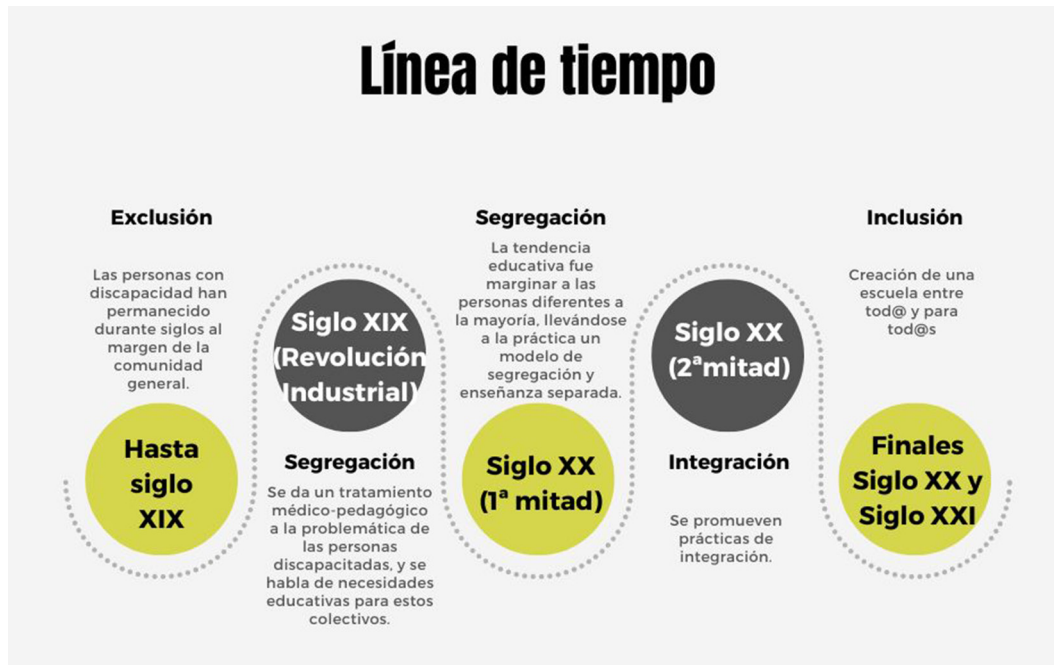 Línea de tiempo
Exclusión
Las personas con
discapacidad han
permanecido
durante siglos al
margen de la
comunidad
general.
Hasta
siglo
XIX
Siglo XIX
(Revolución
Industrial)
Segregación
Se da un tratamiento
médico-pedagógico
a la problemática de
las personas
discapacitadas, y se
habla de necesidades
educativas para estos
colectivos.
Segregación
La tendencia
educativa fue
marginar a las
personas diferentes a
la mayoría, llevándose
a la práctica un
modelo de
segregación y
enseñanza separada.
Siglo XX
(1ª mitad)
Siglo XX
(2ªmitad)
Integración
Se promueven
prácticas de
integración.
Inclusión
Creación de una
escuela entre
tod@ y para
tod@s
Finales
Siglo XX y
Siglo XXI